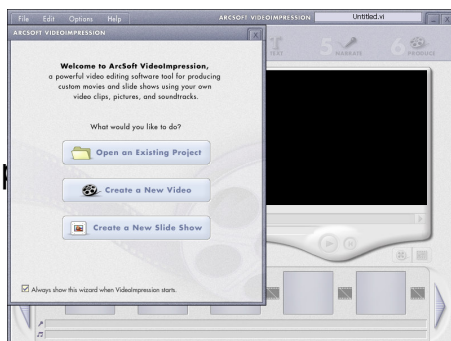 File Edit Options Help ARCSOFT VIDEOIMPRESSION Untitled.vi
ARCSOFT VIDEOIMPRESSION
TEXT 5 NARRATE 6 PRODUCE
Welcome to ArcSoft VideoImpression,
a powerful video editing software tool for producing
custom movies and slide shows using your own
video clips, pictures, and soundtracks.
What would you like to do?
Open an Existing Project
Create a New Video
Create a New Slide Show
Always show this wizard when VideoImpression starts.